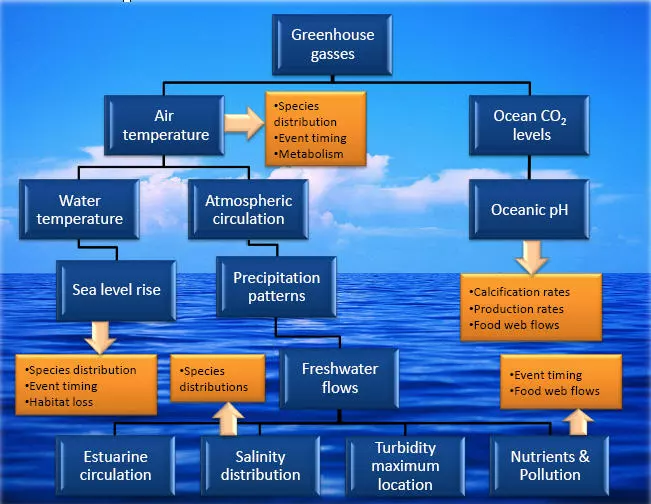 Greenhouse
gasses
Air
temperature
•Species
distribution
•Event timing
•Metabolism
Ocean CO₂
levels
Water
temperature
Atmospheric
circulation
Oceanic pH
Sea level rise
Precipitation
patterns
•Calcification rates
•Production rates
•Food web flows
•Species distribution
•Event timing
•Habitat loss
•Species
distributions
Freshwater
flows
•Event timing
•Food web flows
Estuarine
circulation
Salinity
distribution
Turbidity
maximum
location
Nutrients &
Pollution